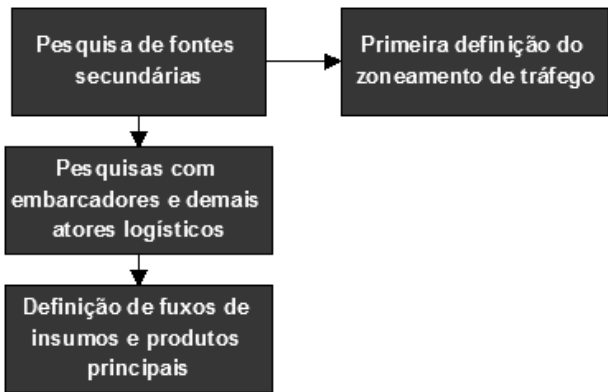 Pesquisa de fontes
secundárias
Primeira definição do
zoneamento de tráfego
Pesquisas com
embarcadores e demais
atores logísticos
Definição de fuxos de
insumos e produtos
principais